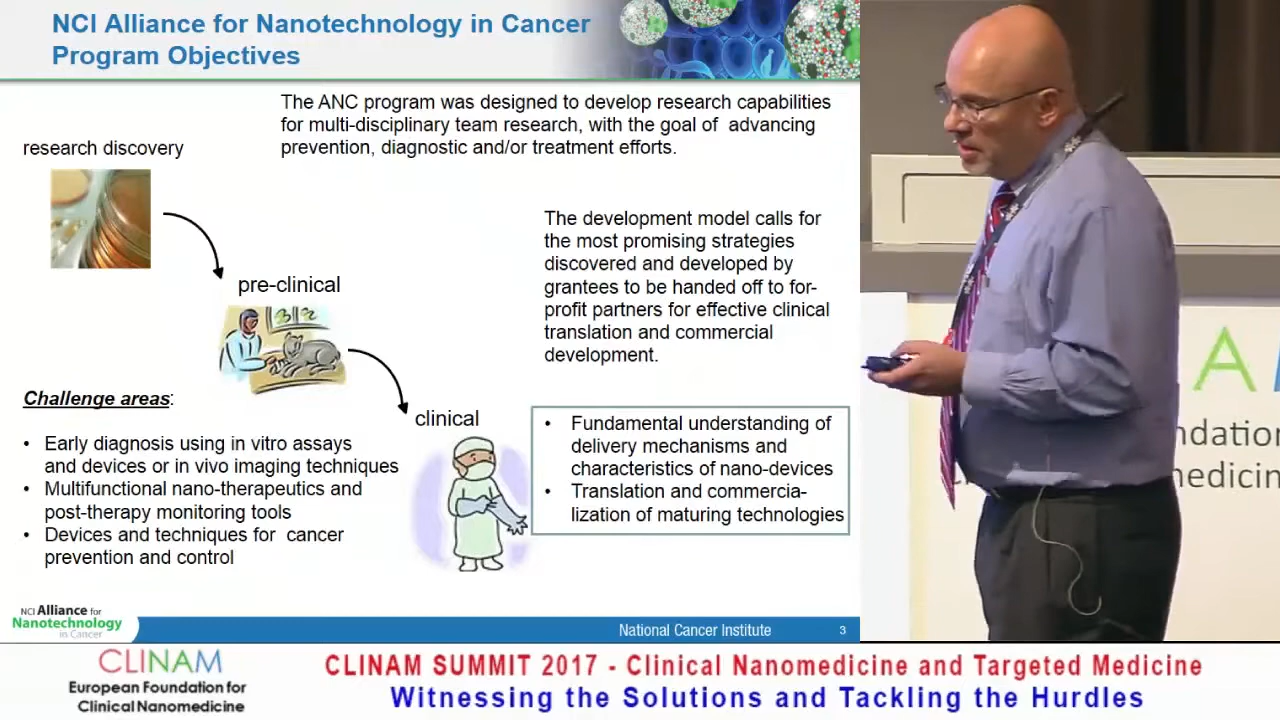 NCI Alliance for Nanotechnology in Cancer
Program Objectives
The ANC program was designed to develop research capabilities
for multi-disciplinary team research, with the goal of advancing
prevention, diagnostic and/or treatment efforts.
research discovery
The development model calls for
the most promising strategies
discovered and developed by
grantees to be handed off to for-
profit partners for effective clinical
translation and commercial
development.
pre-clinical
Challenge areas:
• Early diagnosis using in vitro assays
and devices or in vivo imaging techniques
• Multifunctional nano-therapeutics and
post-therapy monitoring tools
• Devices and techniques for cancer
prevention and control
clinical
• Fundamental understanding of
delivery mechanisms and
characteristics of nano-devices
• Translation and commercia-
lization of maturing technologies
NCI Alliance for
Nanotechnology
in Cancer
National Cancer Institute 3
CLINAM
European Foundation for
Clinical Nanomedicine
CLINAM SUMMIT 2017 - Clinical Nanomedicine and Targeted Medicine
Witnessing the Solutions and Tackling the Hurdles